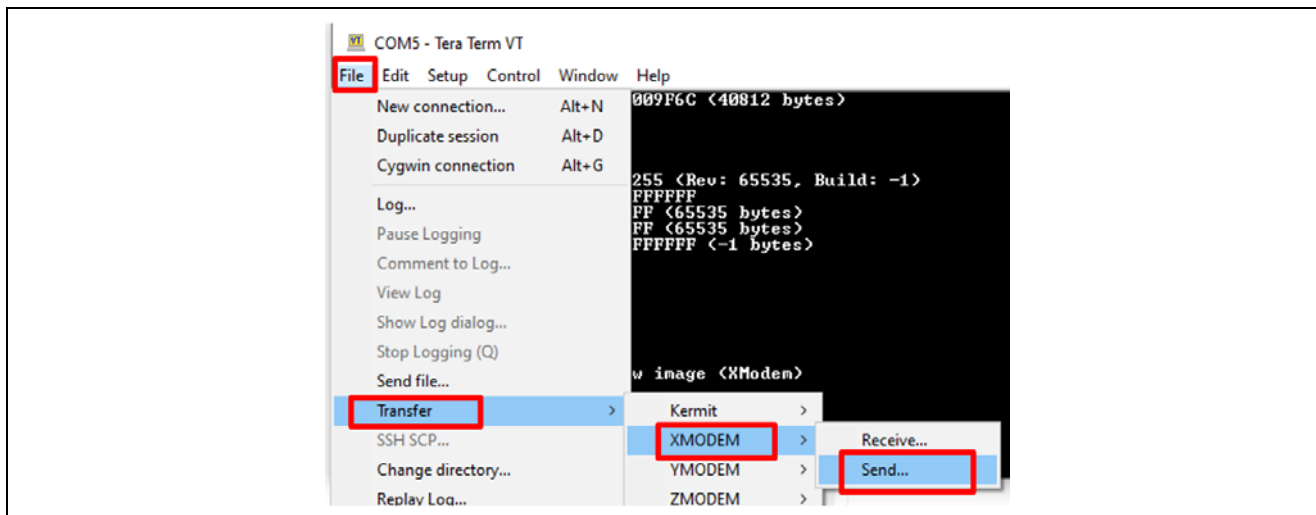 COM5 - Tera Term VT
File Edit Setup Control Window Help
New connection... Alt+N
009F6C (40812 bytes)
Duplicate session Alt+D
Cygwin connection Alt+G
255 (Rev: 65535, Build: -1)
FFFFFF
Log...
FF (65535 bytes)
FF (65535 bytes)
Pause Logging
FFFFFF (-1 bytes)
Comment to Log...
View Log
Show Log dialog...
Stop Logging (Q)
Send file...
w image (XModem)
Transfer > Kermit >
SSH SCP... XMODEM > Receive...
Change directory... YMODEM > Send...
Replay Log... ZMODEM >